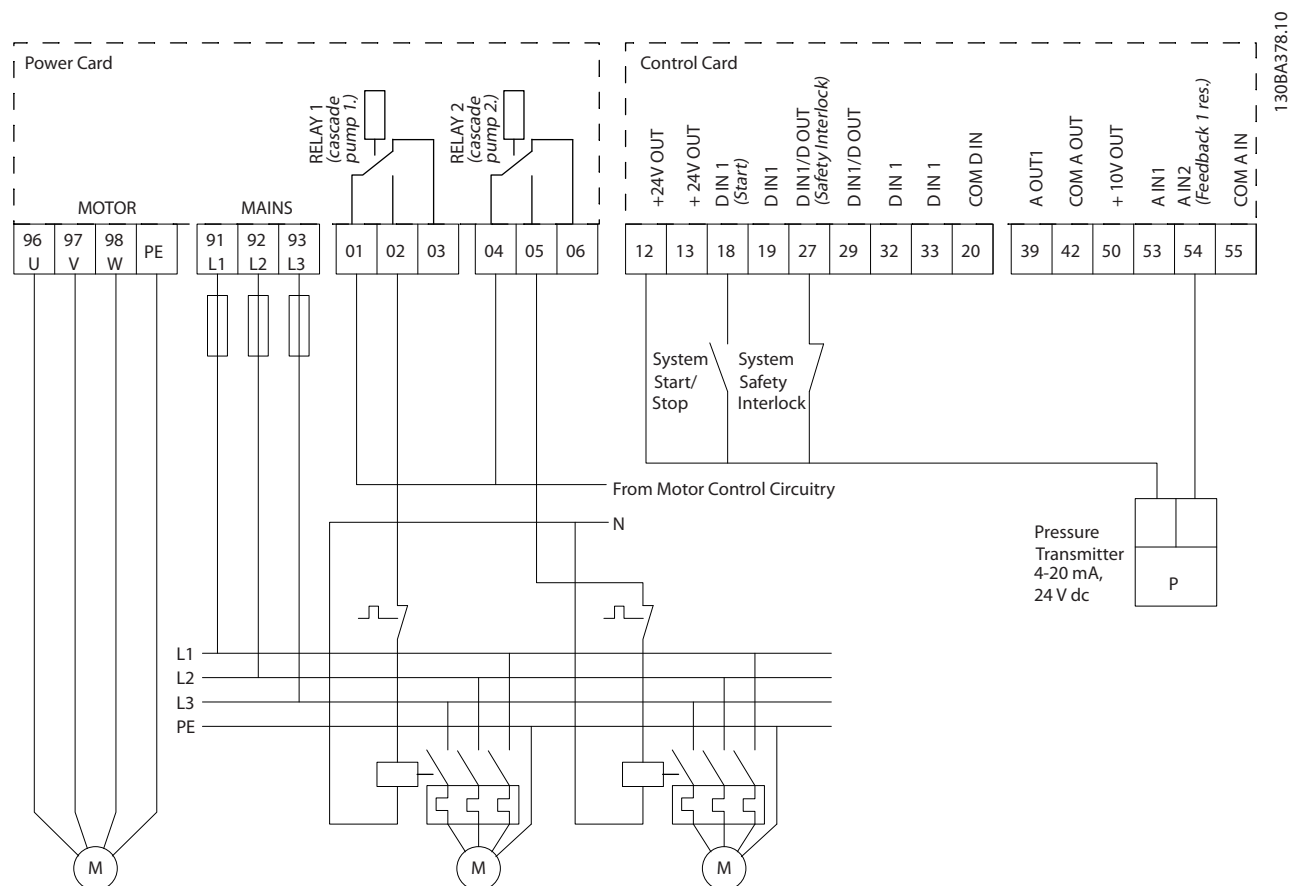 130BA378.10
Power Card
Control Card
RELAY 1
(cascade
pump 1.)
RELAY 2
(cascade
pump 2.)
+24V OUT
+ 24V OUT
D IN 1
(Start)
D IN1
D IN1/D OUT
(Safety Interlock)
D IN1/D OUT
D IN 1
D IN 1
COM D IN
A OUT1
COM A OUT
+ 10V OUT
A IN1
A IN2
(Feedback 1 res.)
COM A IN
MOTOR
MAINS
96 97 98 PE
U V W
91 92 93
L1 L2 L3
01 02 03
04 05 06
12 13 18 19 27 29 32 33 20
39 42 50 53 54 55
System
Start/
Stop
System
Safety
Interlock
From Motor Control Circuitry
N
Pressure
Transmitter
4-20 mA,
24 V dc
P
L1
L2
L3
PE
M
M
M